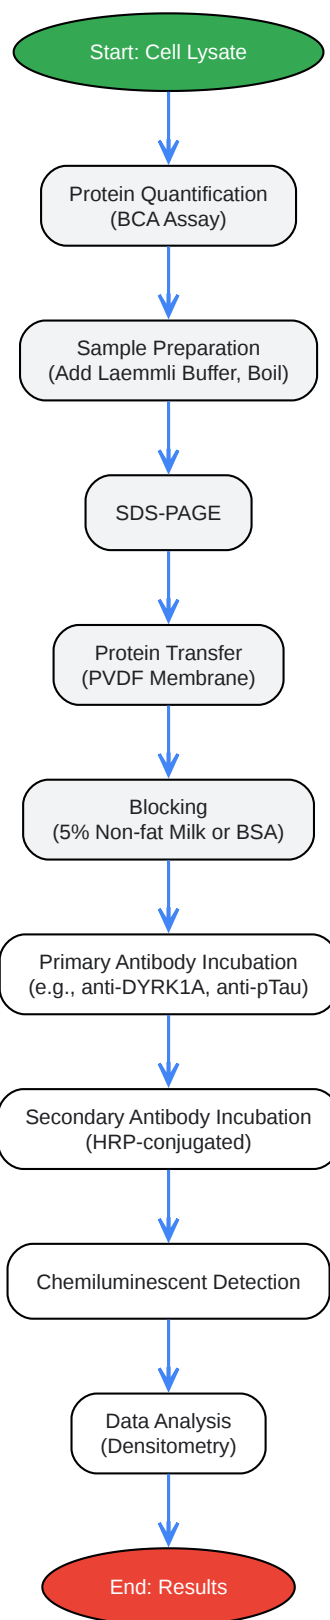 Start: Cell Lysate
Protein Quantification
(BCA Assay)
Sample Preparation
(Add Laemmli Buffer, Boil)
SDS-PAGE
Protein Transfer
(PVDF Membrane)
Blocking
(5% Non-fat Milk or BSA)
Primary Antibody Incubation
(e.g., anti-DYRK1A, anti-pTau)
Secondary Antibody Incubation
(HRP-conjugated)
Chemiluminescent Detection
Data Analysis
(Densitometry)
End: Results